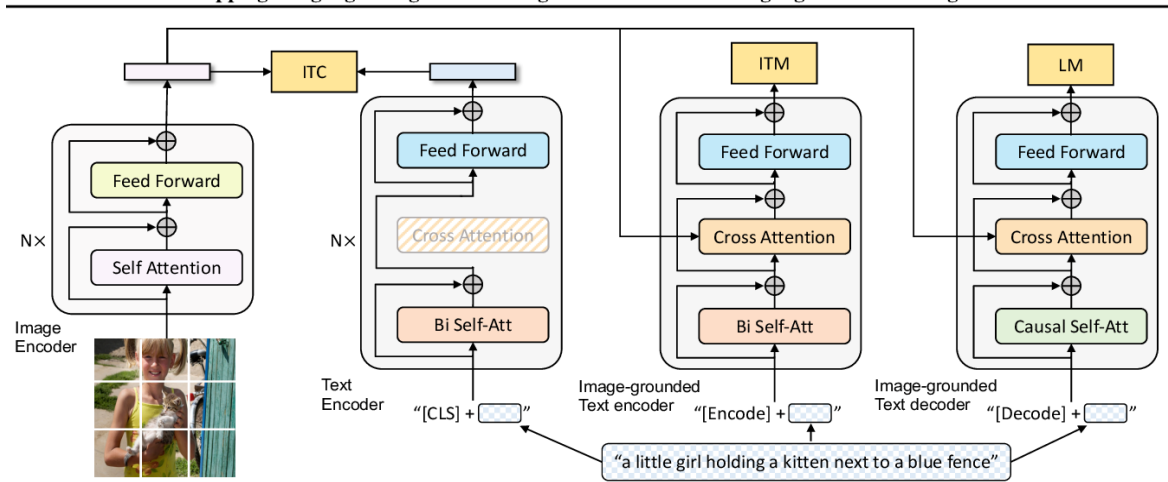 ITC
ITM
LM
Feed Forward
Self Attention
N×
Image
Encoder
Feed Forward
Cross Attention
Bi Self-Att
N×
Text
Encoder
“[CLS] + ”
Feed Forward
Cross Attention
Bi Self-Att
Image-grounded
Text encoder
“[Encode] + ”
Feed Forward
Cross Attention
Causal Self-Att
Image-grounded
Text decoder
“[Decode] + ”
“a little girl holding a kitten next to a blue fence”